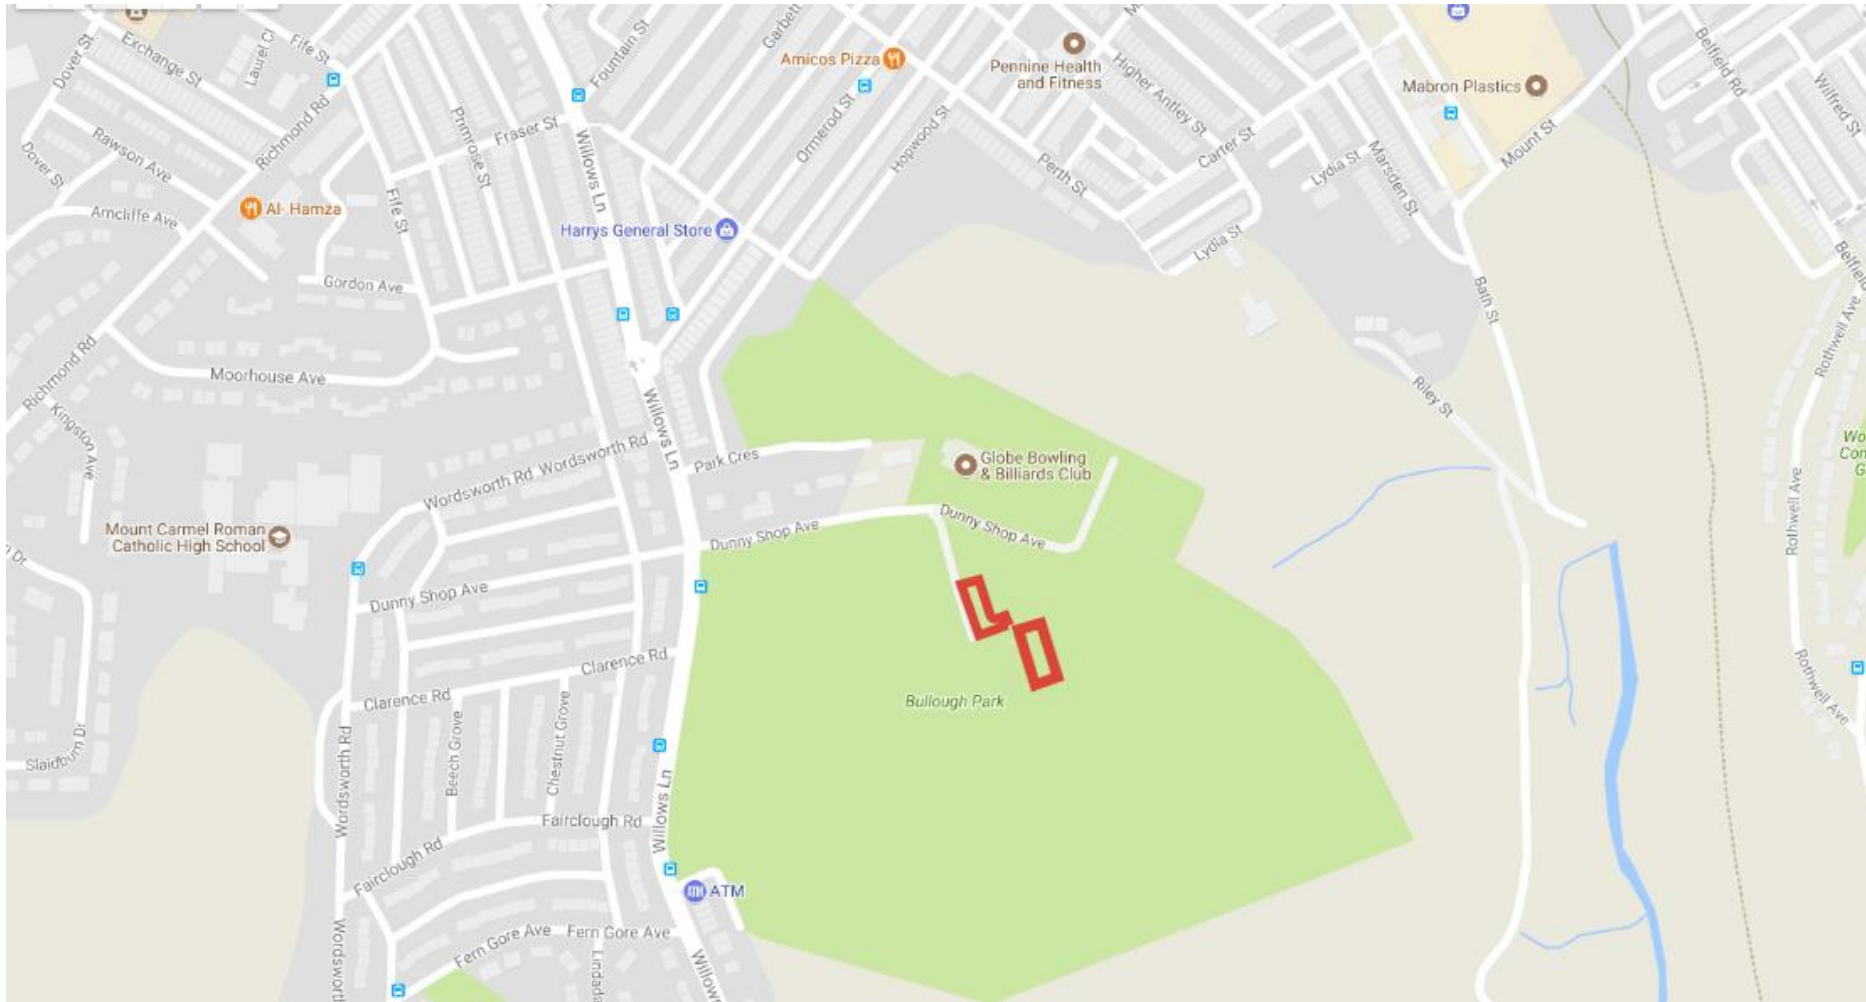 Exchange St
Laurel Cl
Fife St
Dover St
Fountain St
Garbett
Amicos Pizza
Pennine Health
and Fitness
Higher Antley St
Mabron Plastics
Belfield Rd
Wilfred St
Richmond Rd
Rawson Ave
Primrose St
Fraser St
Willows Ln
Ormerod St
Hopwood St
Perth St
Carter St
Lydia St
Marsden St
Mount St
Dover St
Arncliffe Ave
Al- Hamza
Fife St
Harrys General Store
Lydia St
Belfield
Gordon Ave
Bath St
Rothwell Ave
Richmond Rd
Moorhouse Ave
Kingston Ave
Willows Ln
Riley St
Wordsworth Rd
Wordsworth Rd
Park Cres
Globe Bowling
& Billiards Club
Wo
Con
G
Mount Carmel Roman
Catholic High School
Dunny Shop Ave
Dunny Shop Ave
Rothwell Ave
n Dr
Dunny Shop Ave
Clarence Rd
Clarence Rd
Bullough Park
Rothwell Ave
Slaidburn Dr
Wordsworth Rd
Beech Grove
Chestnut Grove
Willows Ln
Fairclough Rd
Fairclough Rd
ATM
Fern Gore Ave
Fern Gore Ave
Wordsworth
Lindada
Willows